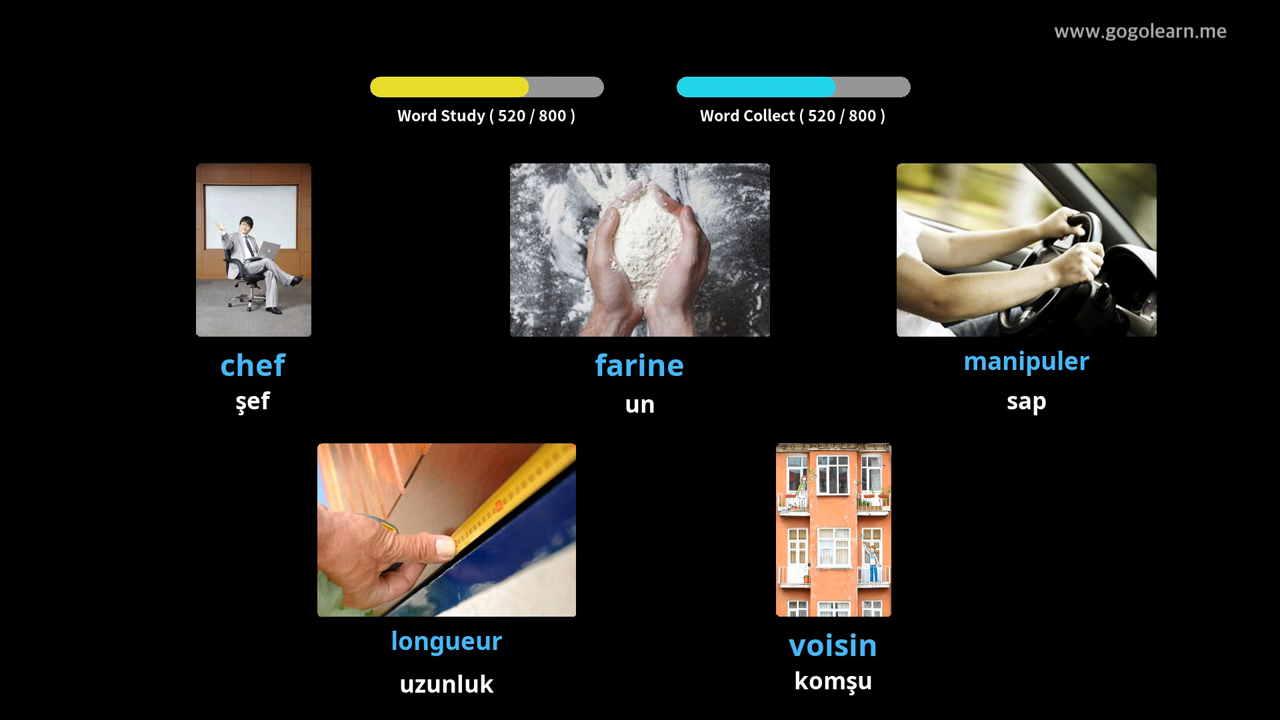 www.gogolearn.me
Word Study ( 520 / 800 )
Word Collect ( 520 / 800 )
chef
şef
farine
un
manipuler
sap
longueur
uzunluk
voisin
komşu